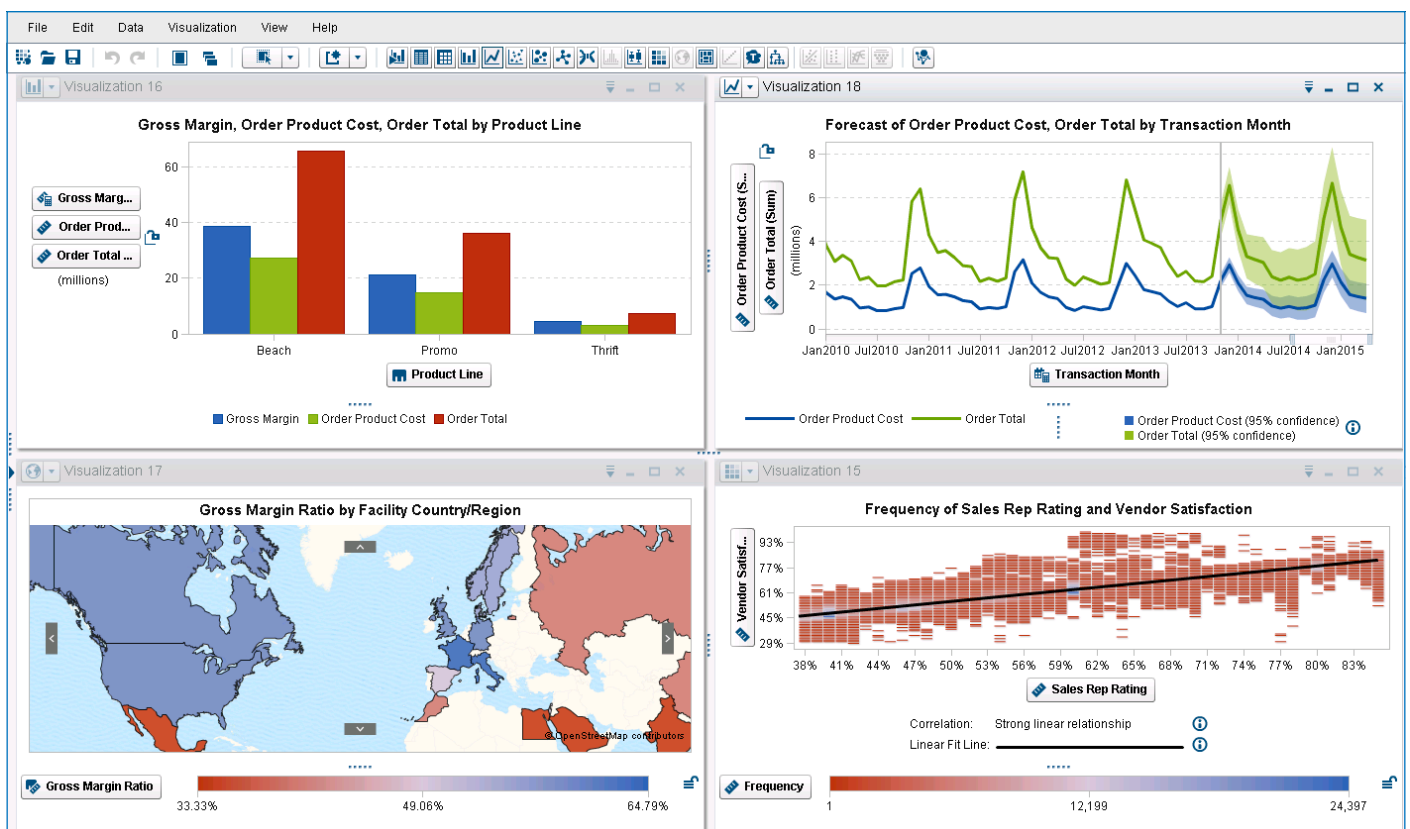 File Edit Data Visualization View Help
Visualization 16
Gross Margin, Order Product Cost, Order Total by Product Line
Gross Marg...
Order Prod...
Order Total ...
(millions)
60
40
20
0
Beach Promo Thrift
Product Line
Gross Margin Order Product Cost Order Total
Visualization 18
Forecast of Order Product Cost, Order Total by Transaction Month
Order Product Cost (S...
Order Total (Sum)
(millions)
8
6
4
2
0
Jan2010 Jul2010 Jan2011 Jul2011 Jan2012 Jul2012 Jan2013 Jul2013 Jan2014 Jul2014 Jan2015
Transaction Month
Order Product Cost Order Total
Order Product Cost (95% confidence)
Order Total (95% confidence)
Visualization 17
Gross Margin Ratio by Facility Country/Region
© OpenStreetMap contributors
Gross Margin Ratio
33.33% 49.06% 64.79%
Visualization 15
Frequency of Sales Rep Rating and Vendor Satisfaction
Vendor Satisf...
93%
77%
61%
45%
29%
38% 41% 44% 47% 50% 53% 56% 59% 62% 65% 68% 71% 74% 77% 80% 83%
Sales Rep Rating
Correlation: Strong linear relationship
Linear Fit Line:
Frequency
1 12,199 24,397